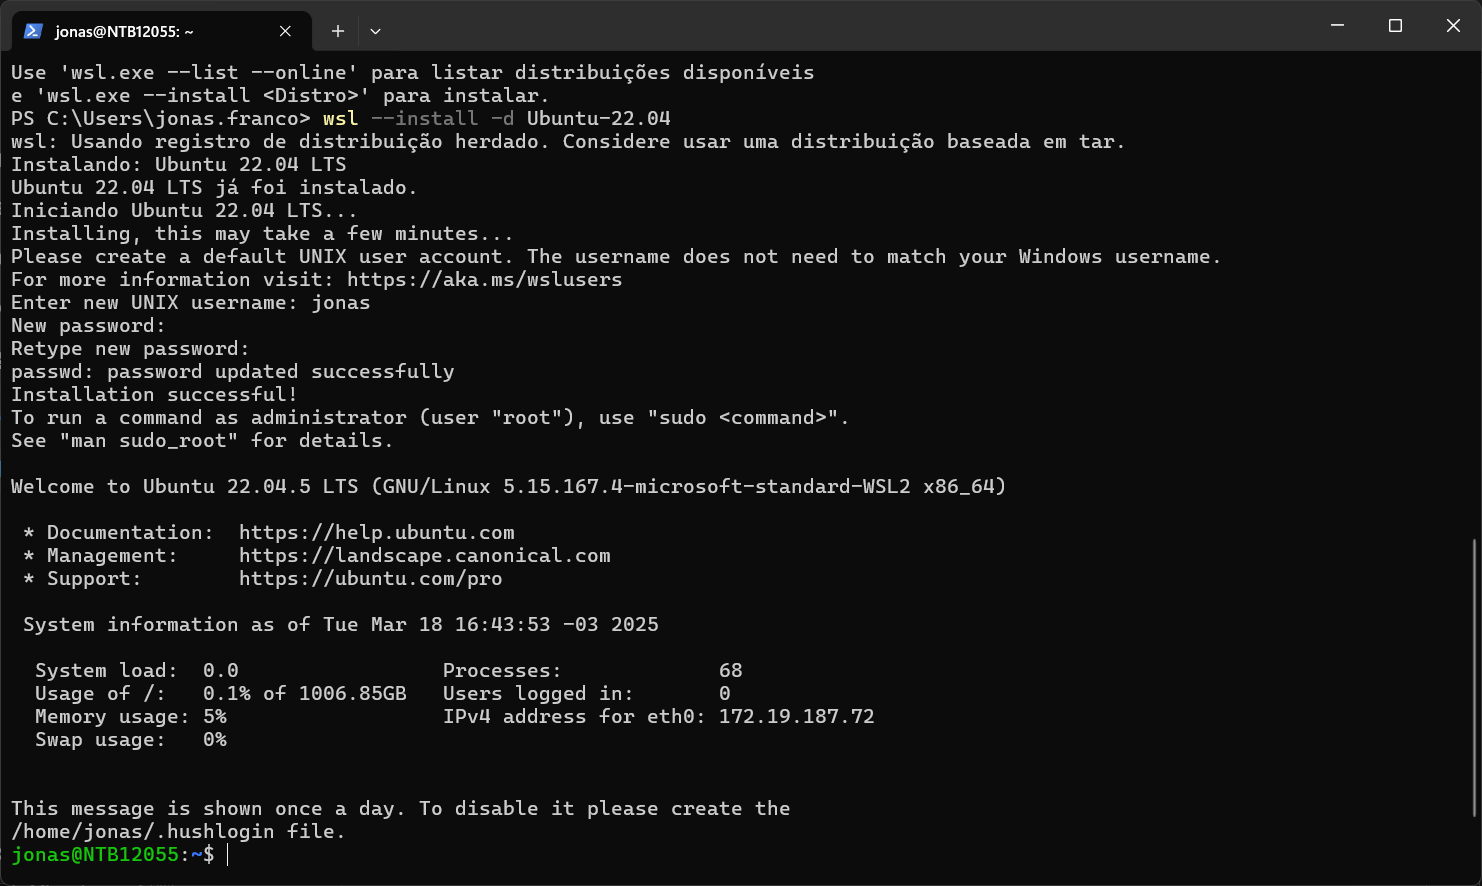 jonas@NTB12055: ~
Use 'wsl.exe --list --online' para listar distribuições disponíveis
e 'wsl.exe --install <Distro>' para instalar.
PS C:\Users\jonas.franco> wsl --install -d Ubuntu-22.04
wsl: Usando registro de distribuição herdado. Considere usar uma distribuição baseada em tar.
Instalando: Ubuntu 22.04 LTS
Ubuntu 22.04 LTS já foi instalado.
Iniciando Ubuntu 22.04 LTS...
Installing, this may take a few minutes...
Please create a default UNIX user account. The username does not need to match your Windows username.
For more information visit: https://aka.ms/wslusers
Enter new UNIX username: jonas
New password:
Retype new password:
passwd: password updated successfully
Installation successful!
To run a command as administrator (user "root"), use "sudo <command>".
See "man sudo_root" for details.
Welcome to Ubuntu 22.04.5 LTS (GNU/Linux 5.15.167.4-microsoft-standard-WSL2 x86_64)
* Documentation:  https://help.ubuntu.com
* Management:     https://landscape.canonical.com
* Support:        https://ubuntu.com/pro
System information as of Tue Mar 18 16:43:53 -03 2025
System load:  0.0                 Processes:             68
Usage of /:   0.1% of 1006.85GB   Users logged in:       0
Memory usage: 5%                  IPv4 address for eth0: 172.19.187.72
Swap usage:   0%
This message is shown once a day. To disable it please create the
/home/jonas/.hushlogin file.
jonas@NTB12055:~$